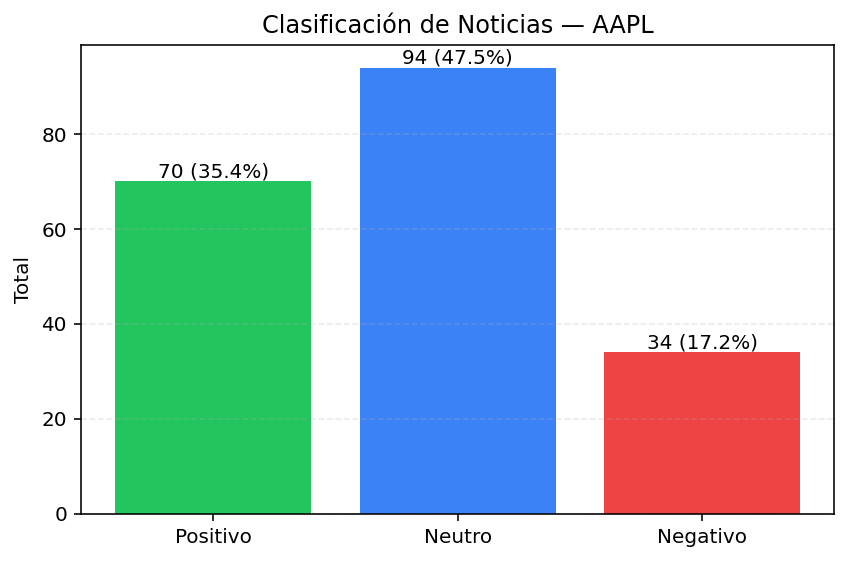 Clasificación de Noticias — AAPL
94 (47.5%)
70 (35.4%)
34 (17.2%)
Total
80
60
40
20
0
Positivo
Neutro
Negativo